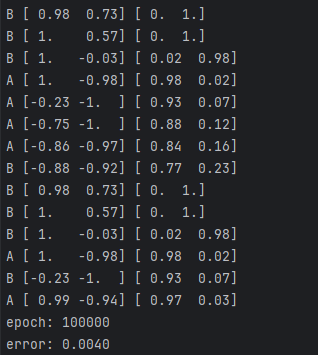 B [ 0.98  0.73] [ 0.  1.]
B [ 1.    0.57] [ 0.  1.]
B [ 1.   -0.03] [ 0.02  0.98]
A [ 1.   -0.98] [ 0.98  0.02]
A [-0.23 -1.  ] [ 0.93  0.07]
A [-0.75 -1.  ] [ 0.88  0.12]
A [-0.86 -0.97] [ 0.84  0.16]
B [-0.88 -0.92] [ 0.77  0.23]
B [ 0.98  0.73] [ 0.  1.]
B [ 1.    0.57] [ 0.  1.]
B [ 1.   -0.03] [ 0.02  0.98]
A [ 1.   -0.98] [ 0.98  0.02]
B [-0.23 -1.  ] [ 0.93  0.07]
A [ 0.99 -0.94] [ 0.97  0.03]
epoch: 100000
error: 0.0040